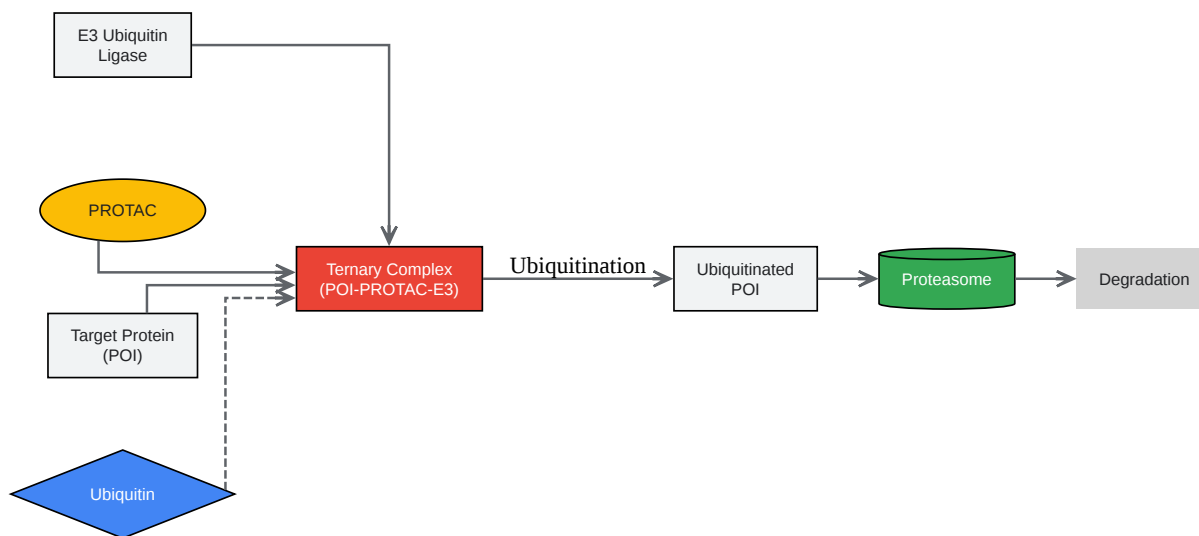 E3 Ubiquitin
Ligase
PROTAC
Target Protein
(POI)
Ubiquitin
Ternary Complex
(POI-PROTAC-E3)
Ubiquitination
Ubiquitinated
POI
Proteasome
Degradation